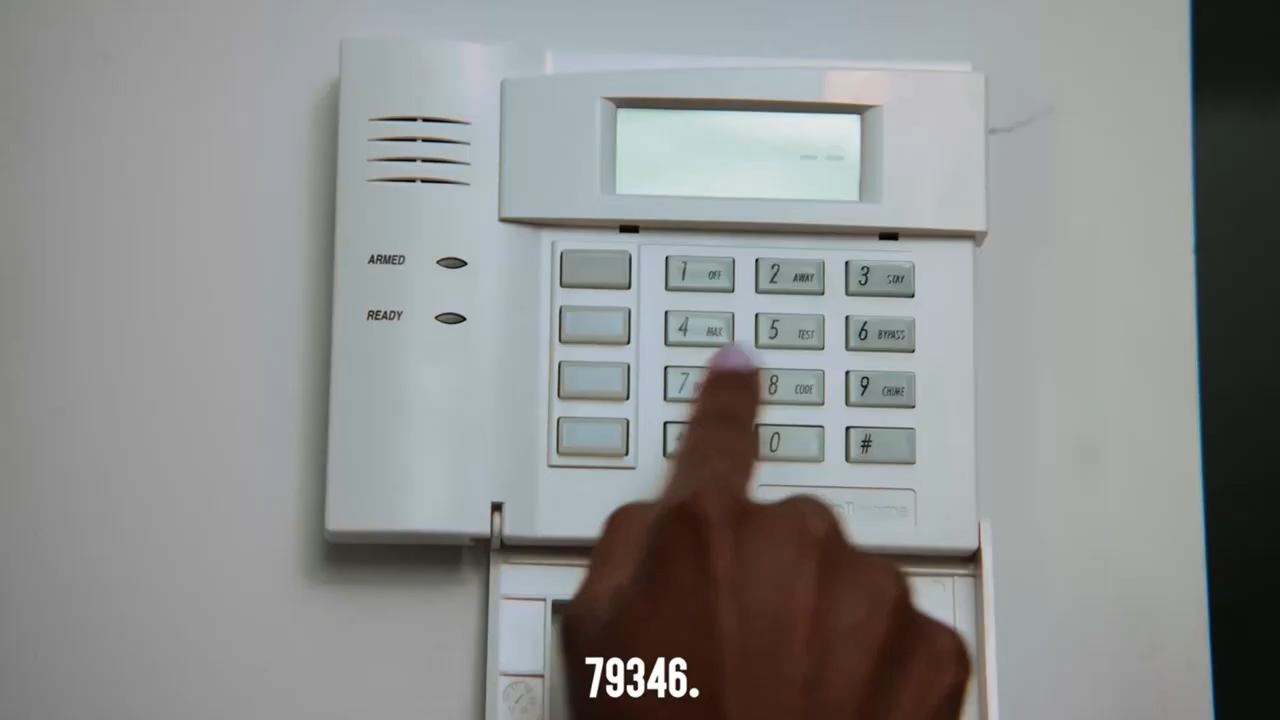 ARMED
READY
1 OFF
2 AWAY
3 STAY
4 MAX
5 TEST
6 BYPASS
7
8 CODE
9 CHIME
0
#
79346.